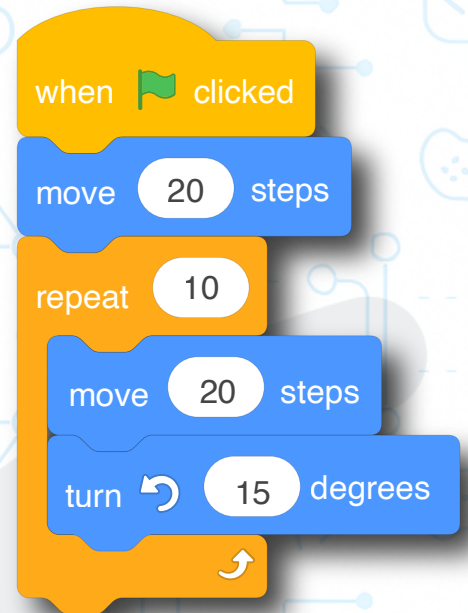 when clicked
move 20 steps
repeat 10
move 20 steps
turn 15 degrees